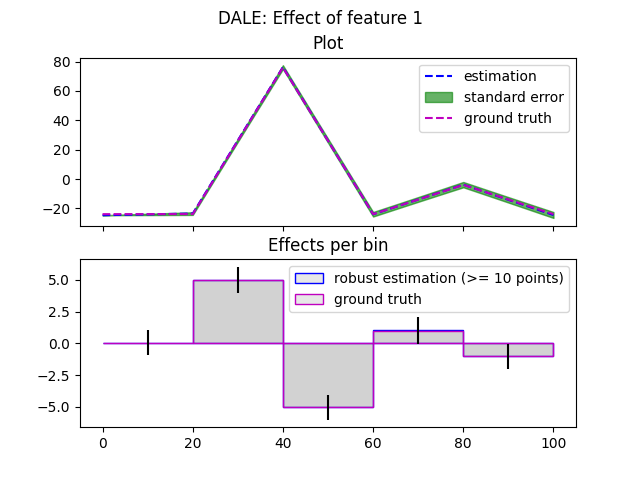 DALE: Effect of feature 1
Plot
80
60
40
20
0
−20
estimation
standard error
ground truth
Effects per bin
5.0
2.5
0.0
−2.5
−5.0
robust estimation (>= 10 points)
ground truth
0 20 40 60 80 100